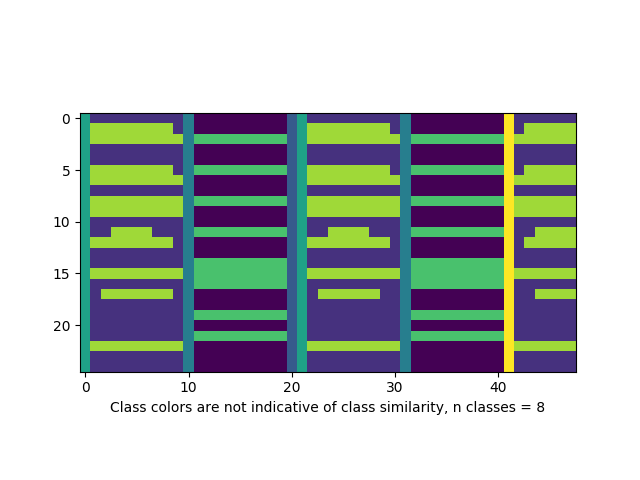 0
5
10
15
20
0 10 20 30 40
Class colors are not indicative of class similarity, n classes = 8